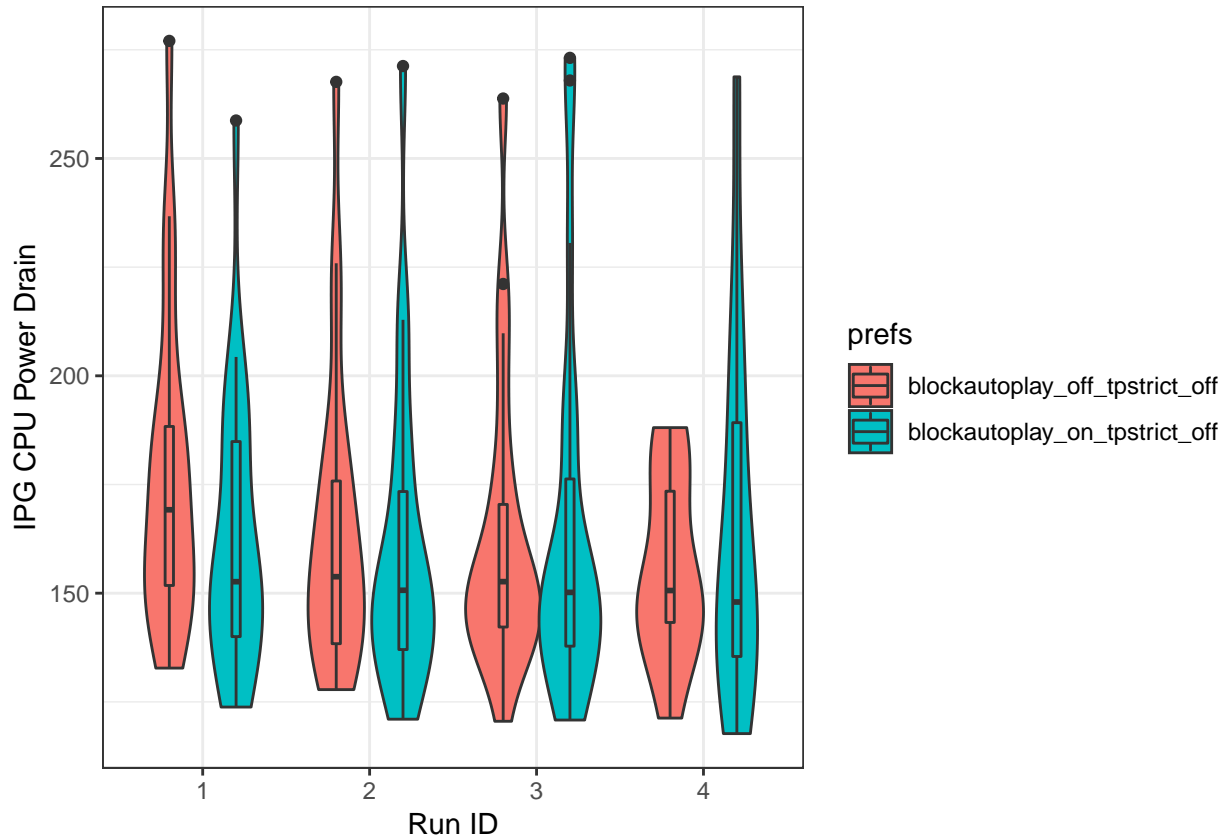 250
200
150
IPG CPU Power Drain
1
2
3
4
Run ID
prefs
blockautoplay_off_tpstrict_off
blockautoplay_on_tpstrict_off